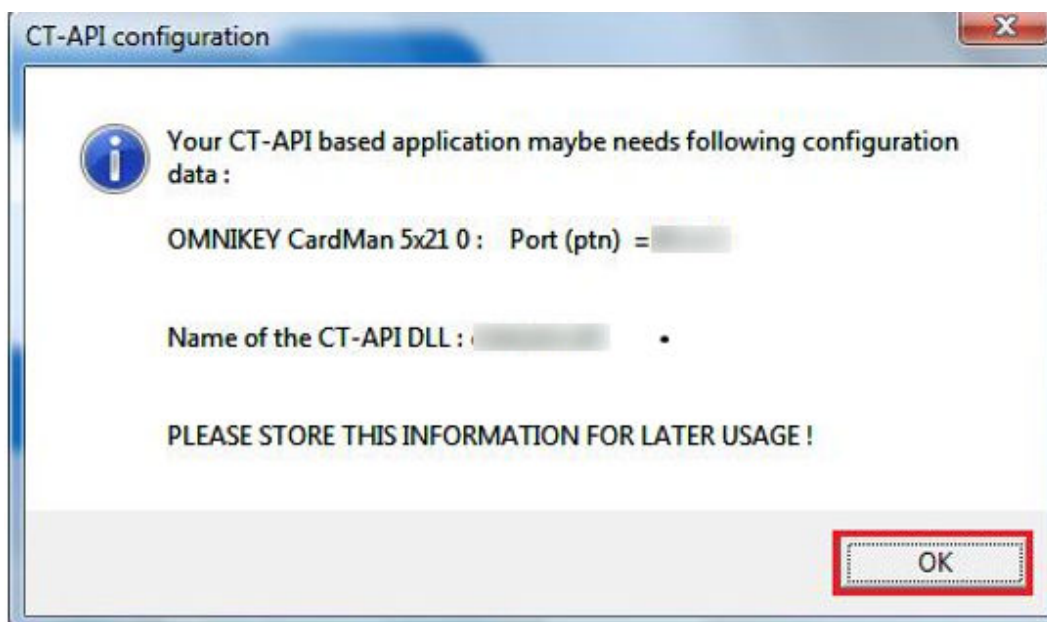 CT-API configuration
Your CT-API based application maybe needs following configuration
data :
OMNIKEY CardMan 5x21 0 : Port (ptn) =
Name of the CT-API DLL :
PLEASE STORE THIS INFORMATION FOR LATER USAGE !
OK